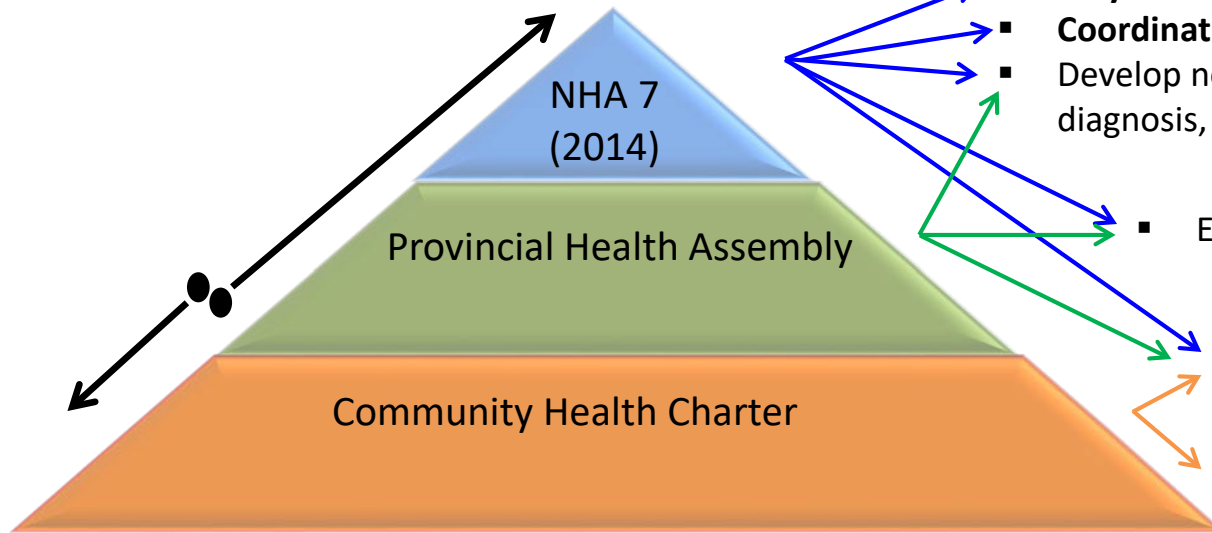 Coordinat
NHA 7
(2014)
Develop
diagnosis,
Provincial Health Assembly
E
Community Health Charter